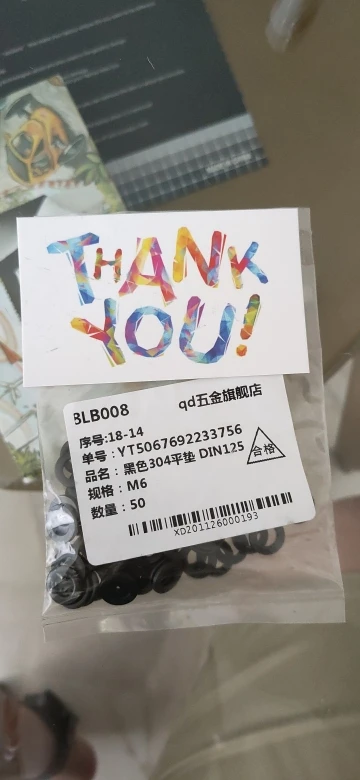 THANK
YOU!
BLB008 qd五金旗舰店
序号:18-14
单号：YT5067692233756
品名：黑色304平垫 DIN125
合格
规格：M6
数量：50
XD201126000193